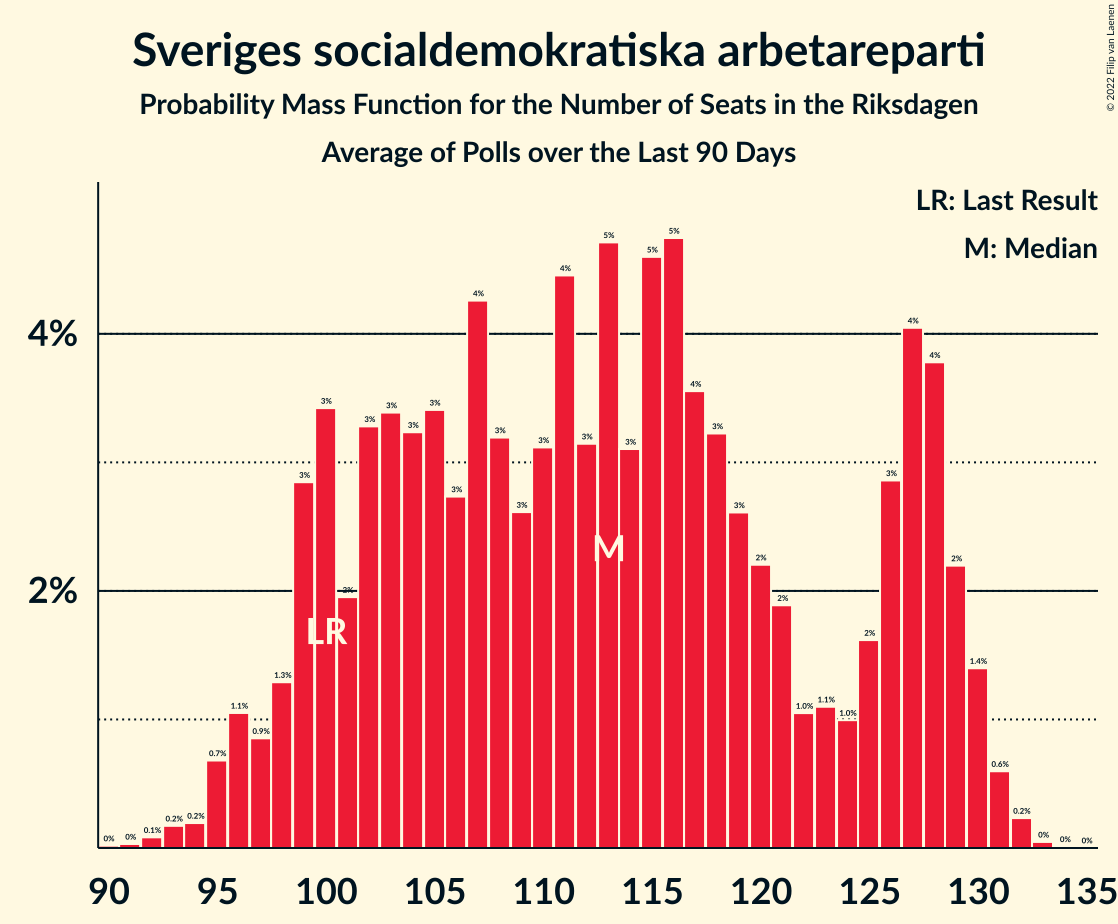 Sveriges socialdemokratiska arbetareparti
Probability Mass Function for the Number of Seats in the Riksdagen
Average of Polls over the Last 90 Days
© 2022 Filip van Laenen
LR: Last Result
M: Median
4%
2%
0% 0% 0.1% 0.2% 0.2% 0.7% 1.1% 0.9% 1.3% 3% 3% 2% 3% 3% 3% 3% 3% 4% 3% 3% 3% 4% 3% 5% 3% 5% 5% 4% 3% 3% 2% 2% 1.0% 1.1% 1.0% 2% 3% 4% 4% 2% 1.4% 0.6% 0.2% 0% 0% 0%
LR
M
90 95 100 105 110 115 120 125 130 135